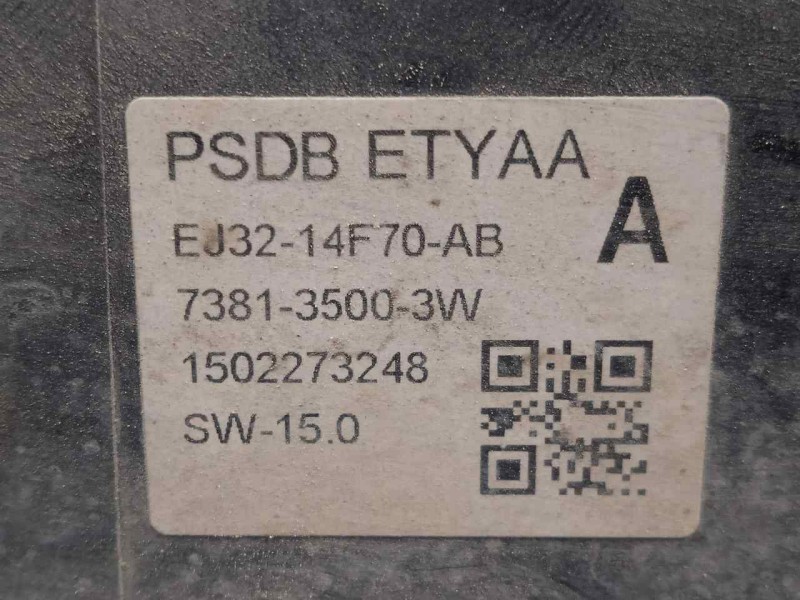 PSDB ETYAA
A
EJ32-14F70-AB
7381-3500-3W
1502273248
SW-15.0